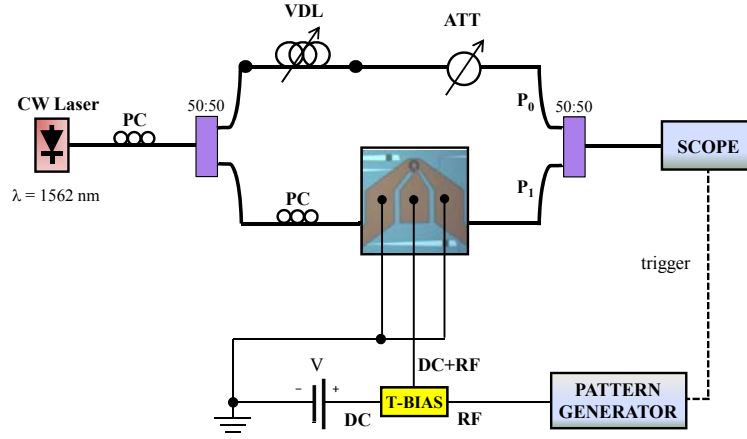 VDL
ATT
CW Laser
PC
50:50
P0
50:50
SCOPE
λ = 1562 nm
PC
P1
trigger
V
DC+RF
- +
T-BIAS
DC
RF
PATTERN
GENERATOR